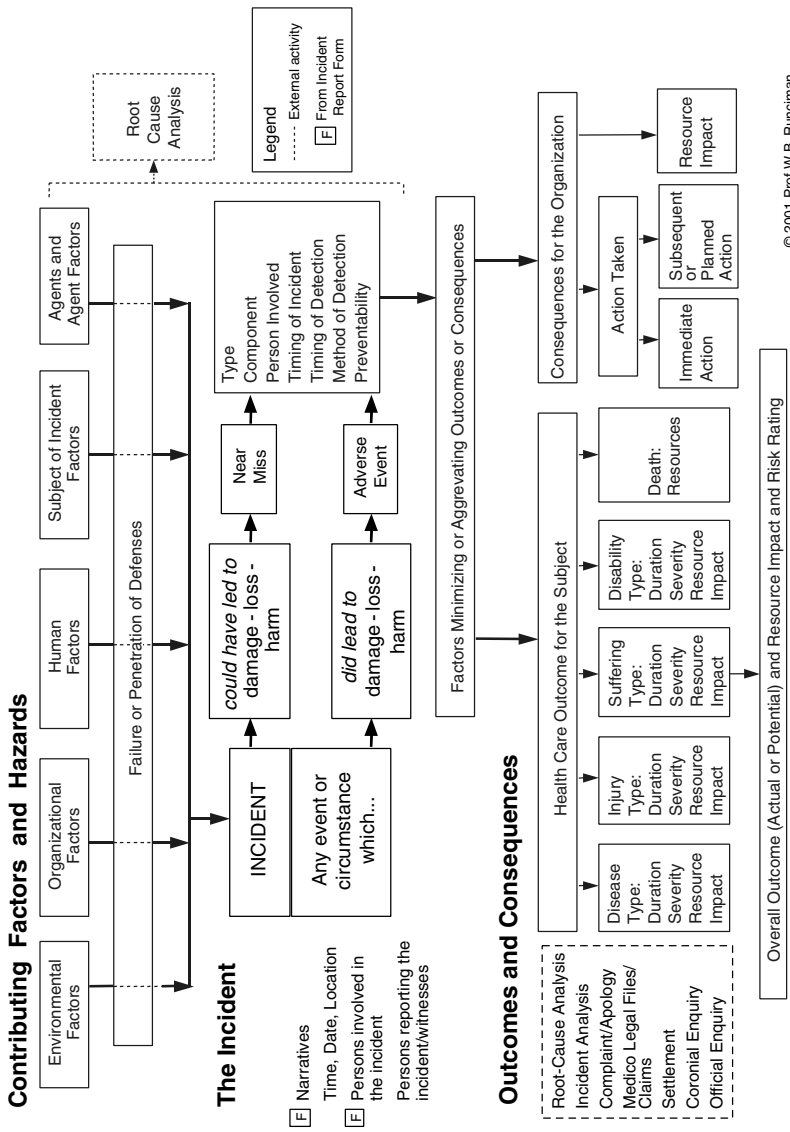 Contributing Factors and Hazards
Environmental
Factors
Organizational
Factors
Human
Factors
Subject of Incident
Factors
Agents and
Agent Factors
Failure or Penetration of Defenses
Root
Cause
Analysis
Legend
External activity
F From Incident
Report Form
The Incident
F Narratives
Time, Date, Location
F Persons involved in
the incident
Persons reporting the
incident/witnesses
INCIDENT
Any event or
circumstance
which...
could have led to
damage - loss -
harm
did lead to
damage - loss -
harm
Near
Miss
Adverse
Event
Type
Component
Person Involved
Timing of Incident
Timing of Detection
Method of Detection
Preventability
Factors Minimizing or Aggrevating Outcomes or Consequences
Outcomes and Consequences
Root-Cause Analysis
Incident Analysis
Complaint/Apology
Medico Legal Files/
Claims
Settlement
Coronial Enquiry
Official Enquiry
Health Care Outcome for the Subject
Disease
Type:
Duration
Severity
Resource
Impact
Injury
Type:
Duration
Severity
Resource
Impact
Suffering
Type:
Duration
Severity
Resource
Impact
Disability
Type:
Duration
Severity
Resource
Impact
Death:
Resources
Consequences for the Organization
Action Taken
Immediate
Action
Subsequent
or
Planned
Action
Resource
Impact
Overall Outcome (Actual or Potential) and Resource Impact and Risk Rating
© 2001 Prof W.B. Runciman